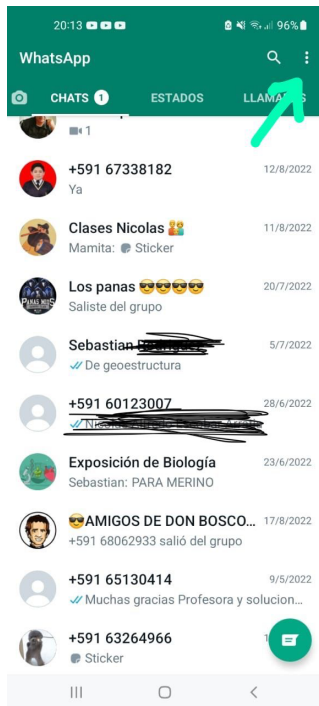 20:13 96%
WhatsApp
CHATS 1 ESTADOS
1
+591 67338182 12/8/2022
Ya
Clases Nicolas 👨‍👩‍👦 11/8/2022
Mamita: Sticker
Los panas 😎😎😎😎 20/7/2022
Saliste del grupo
PANAS
Sebastian 5/7/2022
De geoestructura
+591 60123007 28/6/2022
Exposición de Biología 23/6/2022
Sebastian: PARA MERINO
😎AMIGOS DE DON BOSCO... 17/8/2022
+591 68062933 salió del grupo
+591 65130414 9/5/2022
Muchas gracias Profesora y solucion...
+591 63264966
Sticker